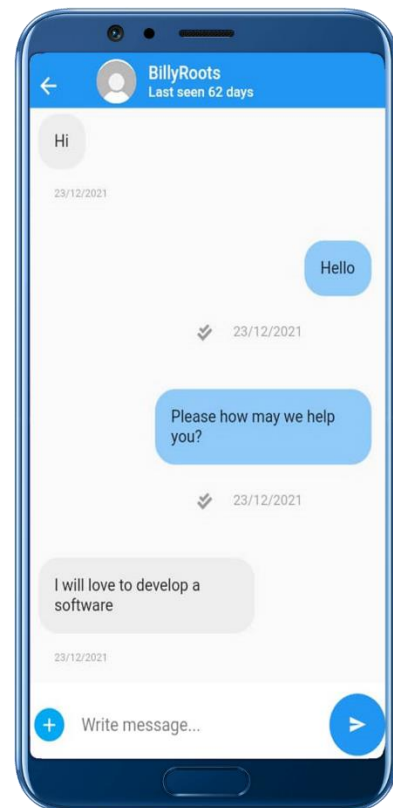 BillyRoots
Last seen 62 days
Hi
23/12/2021
Hello
23/12/2021
Please how may we help
you?
23/12/2021
I will love to develop a
software
23/12/2021
Write message...